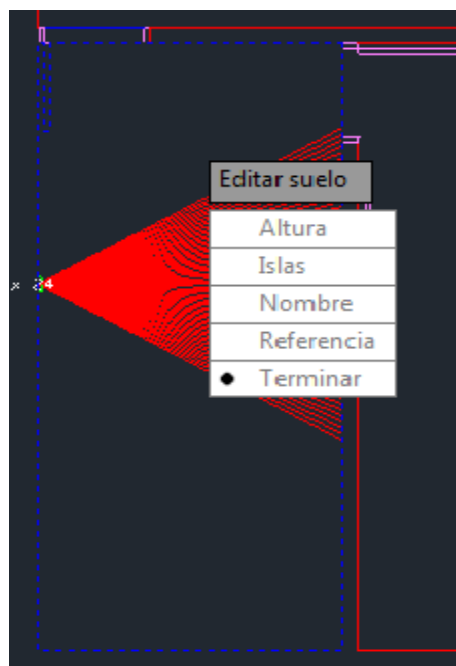 Editar suelo
Altura
Islas
Nombre
Referencia
Terminar